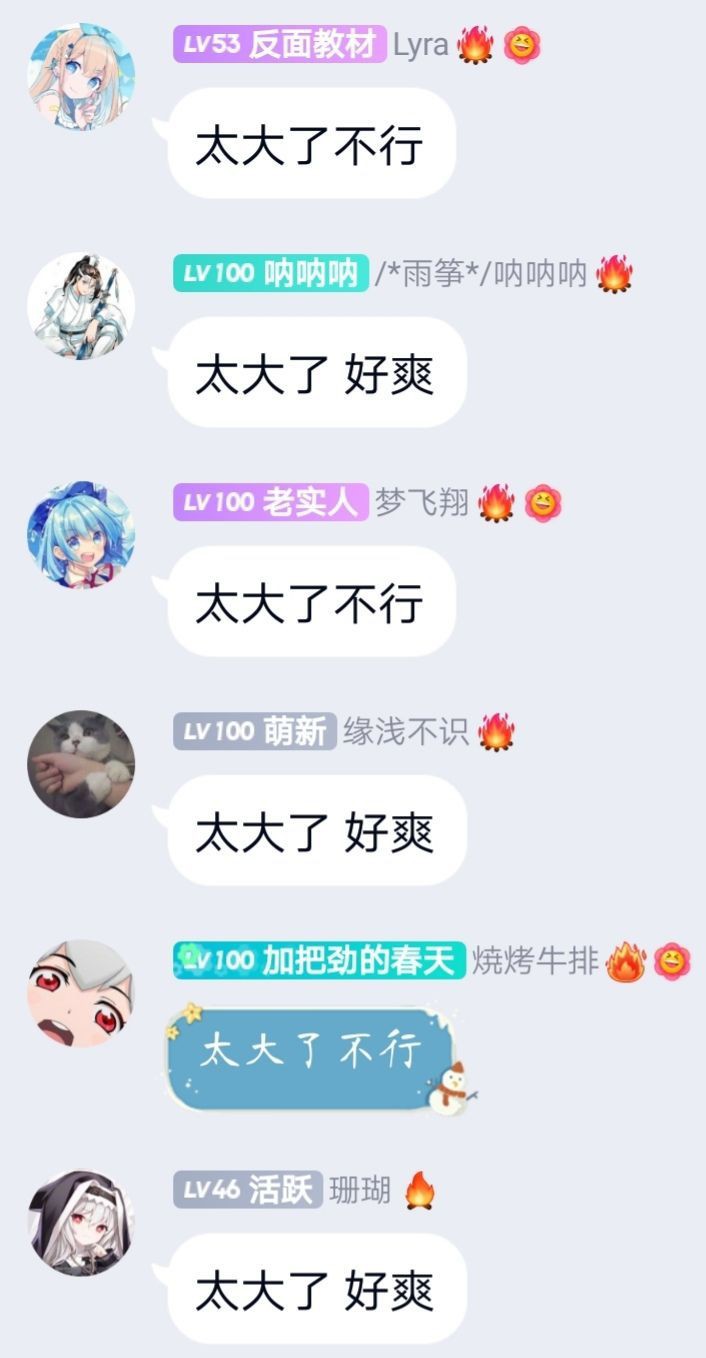 LV53 反面教材 Lyra
太大了不行
LV100 呐呐呐 /*雨筝*/呐呐呐
太大了 好爽
LV100 老实人 梦飞翔
太大了不行
LV100 萌新 缘浅不识
太大了 好爽
LV100 加把劲的春天 燒烤牛排
太大了不行
LV46 活跃 珊瑚
太大了 好爽